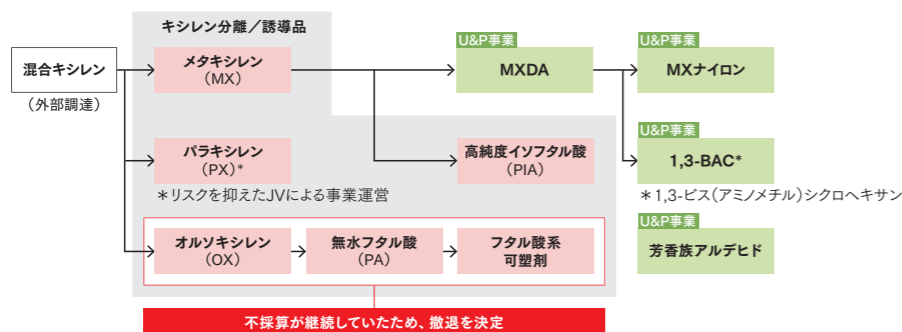 キシレン分離／誘導品
混合キシレン
（外部調達）
メタキシレン
（MX）
U&P事業
MXDA
U&P事業
MXナイロン
パラキシレン
（PX）*
＊リスクを抑えたJVによる事業運営
高純度イソフタル酸
（PIA）
U&P事業
1,3-BAC*
＊1,3-ビス（アミノメチル）シクロヘキサン
オルソキシレン
（OX）
無水フタル酸
（PA）
フタル酸系
可塑剤
U&P事業
芳香族アルデヒド
不採算が継続していたため、撤退を決定